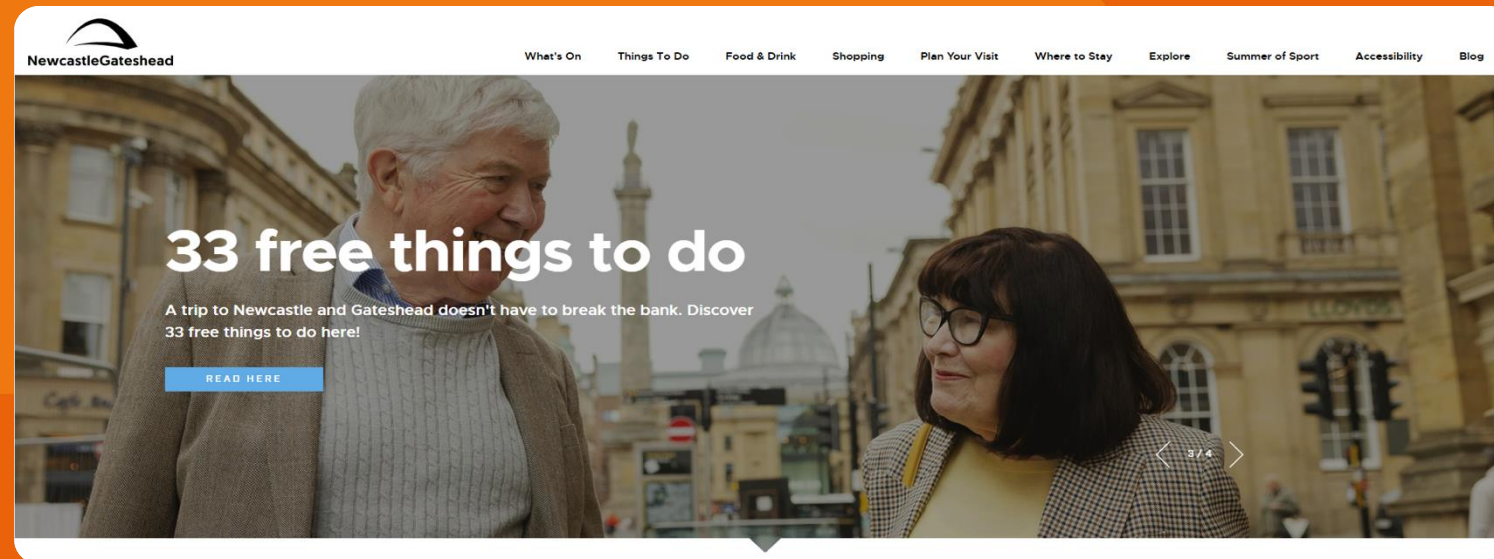 NewcastleGateshead
What's On Things To Do Food & Drink Shopping Plan Your Visit Where to Stay Explore Summer of Sport Accessibility Blog
33 free things to do
A trip to Newcastle and Gateshead doesn't have to break the bank. Discover
33 free things to do here!
READ HERE
3 / 4